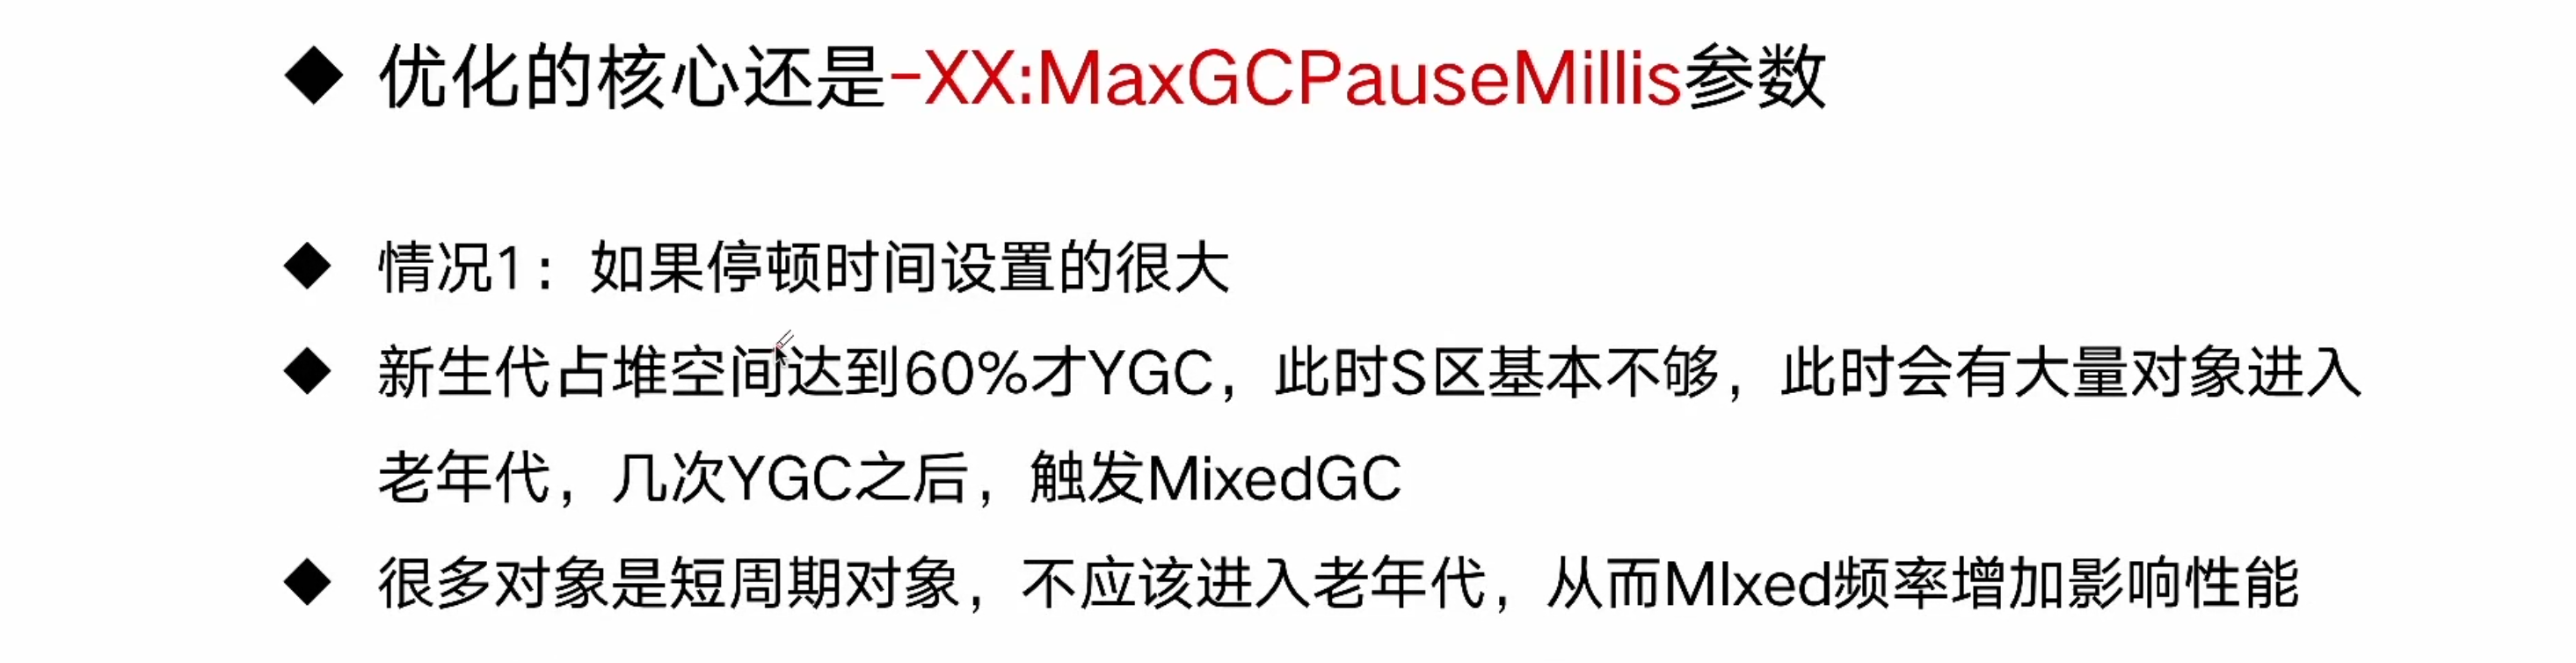 ◆ 优化的核心还是-XX:MaxGCPauseMillis参数
◆ 情况1：如果停顿时间设置的很大
◆ 新生代占堆空间达到60%才YGC，此时S区基本不够，此时会有大量对象进入
老年代，几次YGC之后，触发MixedGC
◆ 很多对象是短周期对象，不应该进入老年代，从而MIxed频率增加影响性能